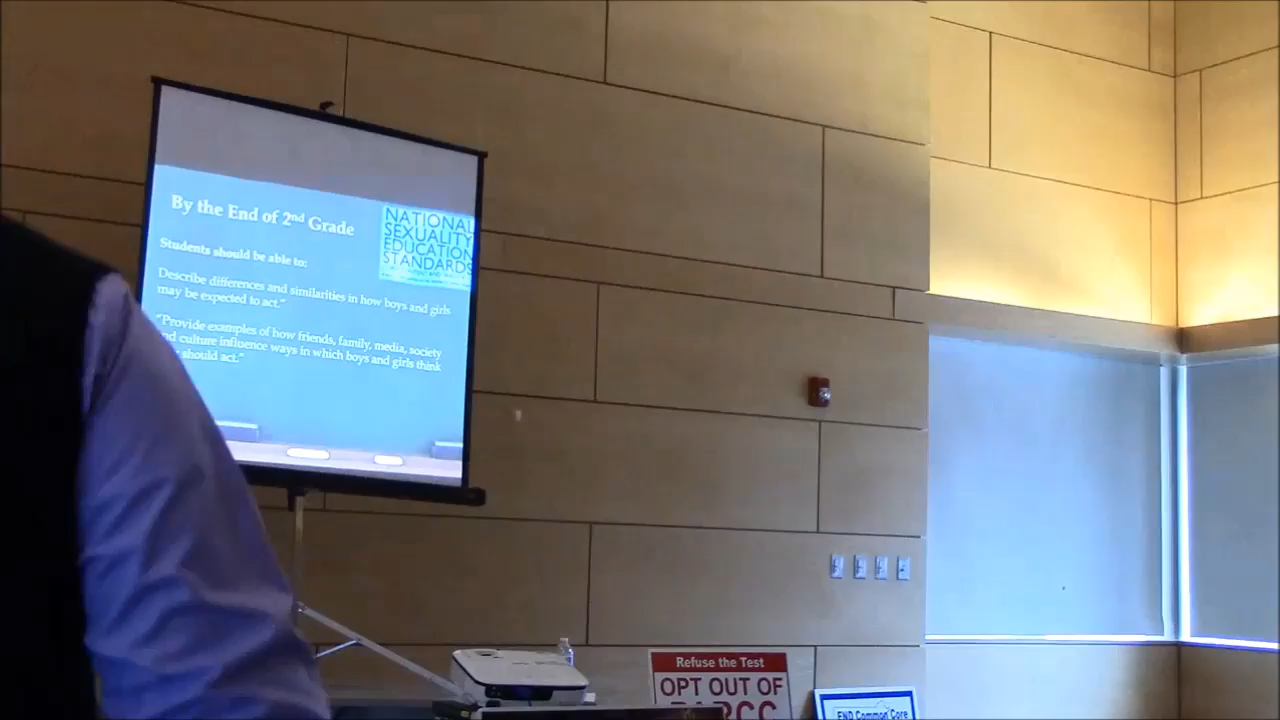 By the End of 2nd Grade
NATIONAL
SEXUALITY
EDUCATION
STANDARDS
Students should be able to:
Describe differences and similarities in how boys and girls
may be expected to act."
"Provide examples of how friends, family, media, society
and culture influence ways in which boys and girls think
should act."
Refuse the Test
OPT OUT OF
PARCC
END Common Core